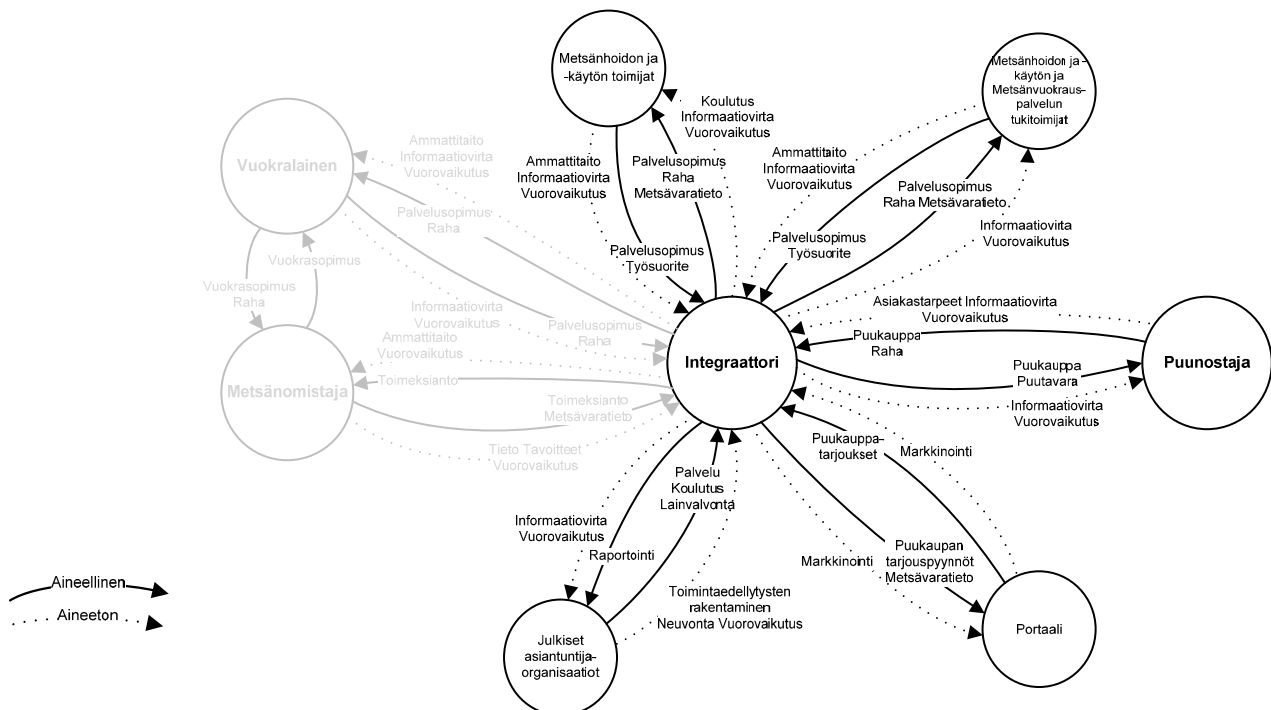 Metsänhoidon ja
-käytön toimijat
Metsänhoidon ja -
käytön ja
Metsänvuokraus-
palvelun
tukitoimijat
Koulutus
Informaatiovirta
Vuorovaikutus
Vuokralainen
Ammattitaito
Informaatiovirta
Vuorovaikutus
Ammattitaito
Informaatiovirta
Vuorovaikutus
Palvelusopimus
Raha
Metsävaratieto
Ammattitaito
Informaatiovirta
Vuorovaikutus
Palvelusopimus
Raha Metsävaratieto
Palvelusopimus
Raha
Informaatiovirta
Vuorovaikutus
Palvelusopimus
Työsuorite
Palvelusopimus
Työsuorite
Vuokrasopimus
Vuokrasopimus
Raha
Informaatiovirta
Vuorovaikutus
Palvelusopimus
Raha
Asiakastarpeet Informaatiovirta
Vuorovaikutus
Ammattitaito
Vuorovaikutus
Puukauppa
Raha
Integraattori
Puunostaja
Puukauppa
Puutavara
Metsänomistaja
Toimeksianto
Toimeksianto
Metsävaratieto
Informaatiovirta
Vuorovaikutus
Tieto Tavoitteet
Vuorovaikutus
Puukauppa-
tarjoukset
Markkinointi
Palvelu
Koulutus
Lainvalvonta
Informaatiovirta
Vuorovaikutus
Raportointi
Markkinointi
Puukaupan
tarjouspyynnöt
Metsävaratieto
Aineellinen
Aineeton
Toimintaedellytysten
rakentaminen
Neuvonta Vuorovaikutus
Julkiset
asiantuntija-
organisaatiot
Portaali